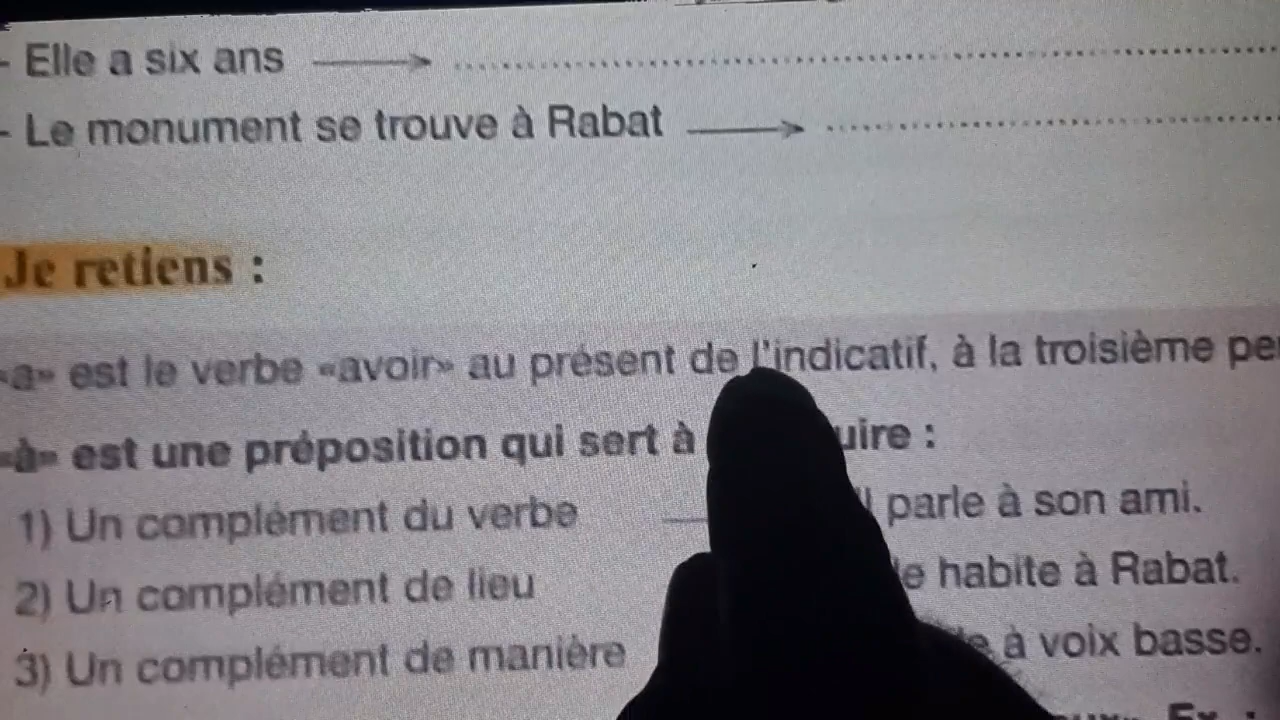 - Elle a six ans
- Le monument se trouve à Rabat
Je retiens :
«a» est le verbe «avoir» au présent de l'indicatif, à la troisième
«à» est une préposition qui sert à
1) Un complément du verbe parle à son ami.
2) Un complément de lieu habite à Rabat.
3) Un complément de manière à voix basse.
Ex :